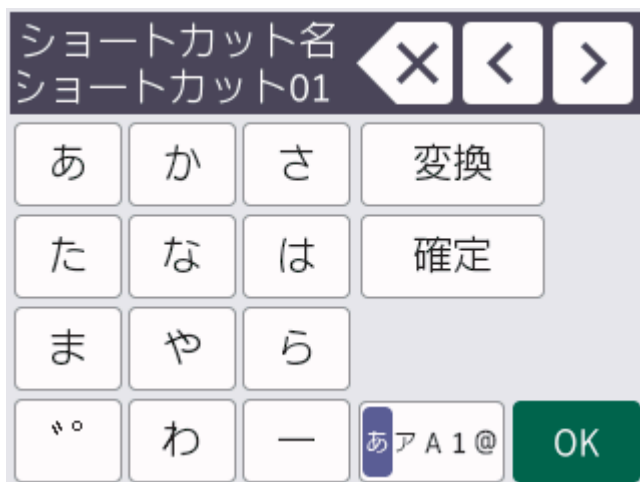 ショートカット名
ショートカット01
あ か さ 変換
た な は 確定
ま や ら
゛゜ わ ー あアA1@ OK